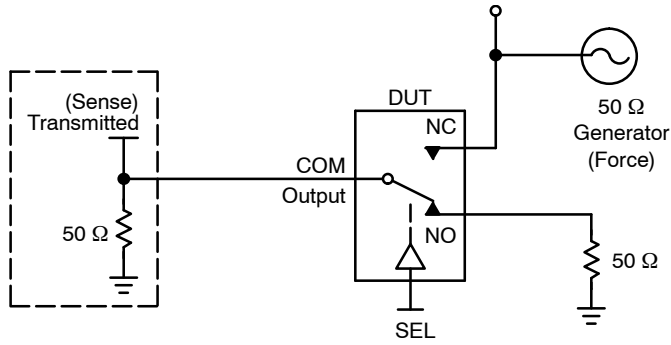 (Sense)
Transmitted
50 Ω
COM
Output
DUT
NC
NO
SEL
50 Ω
Generator
(Force)
50 Ω